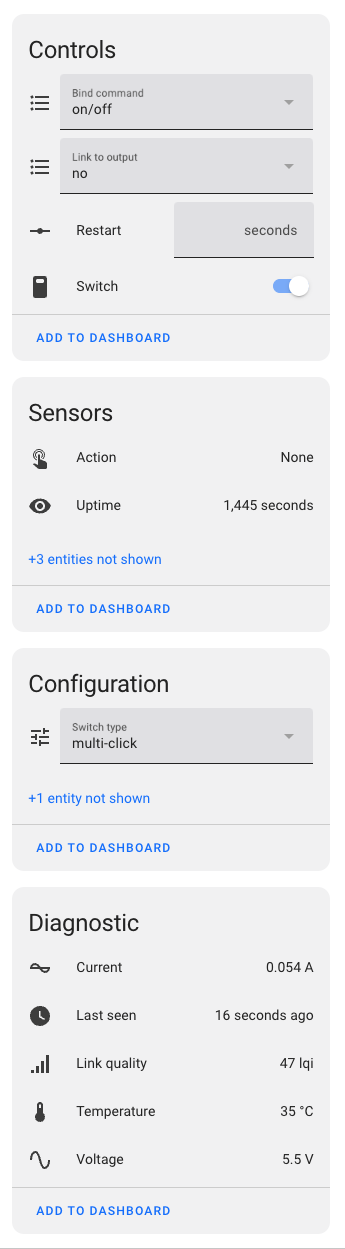 Controls
Bind command
on/off
Link to output
no
Restart seconds
Switch
ADD TO DASHBOARD
Sensors
Action None
Uptime 1,445 seconds
+3 entities not shown
ADD TO DASHBOARD
Configuration
Switch type
multi-click
+1 entity not shown
ADD TO DASHBOARD
Diagnostic
Current 0.054 A
Last seen 16 seconds ago
Link quality 47 lqi
Temperature 35 °C
Voltage 5.5 V
ADD TO DASHBOARD